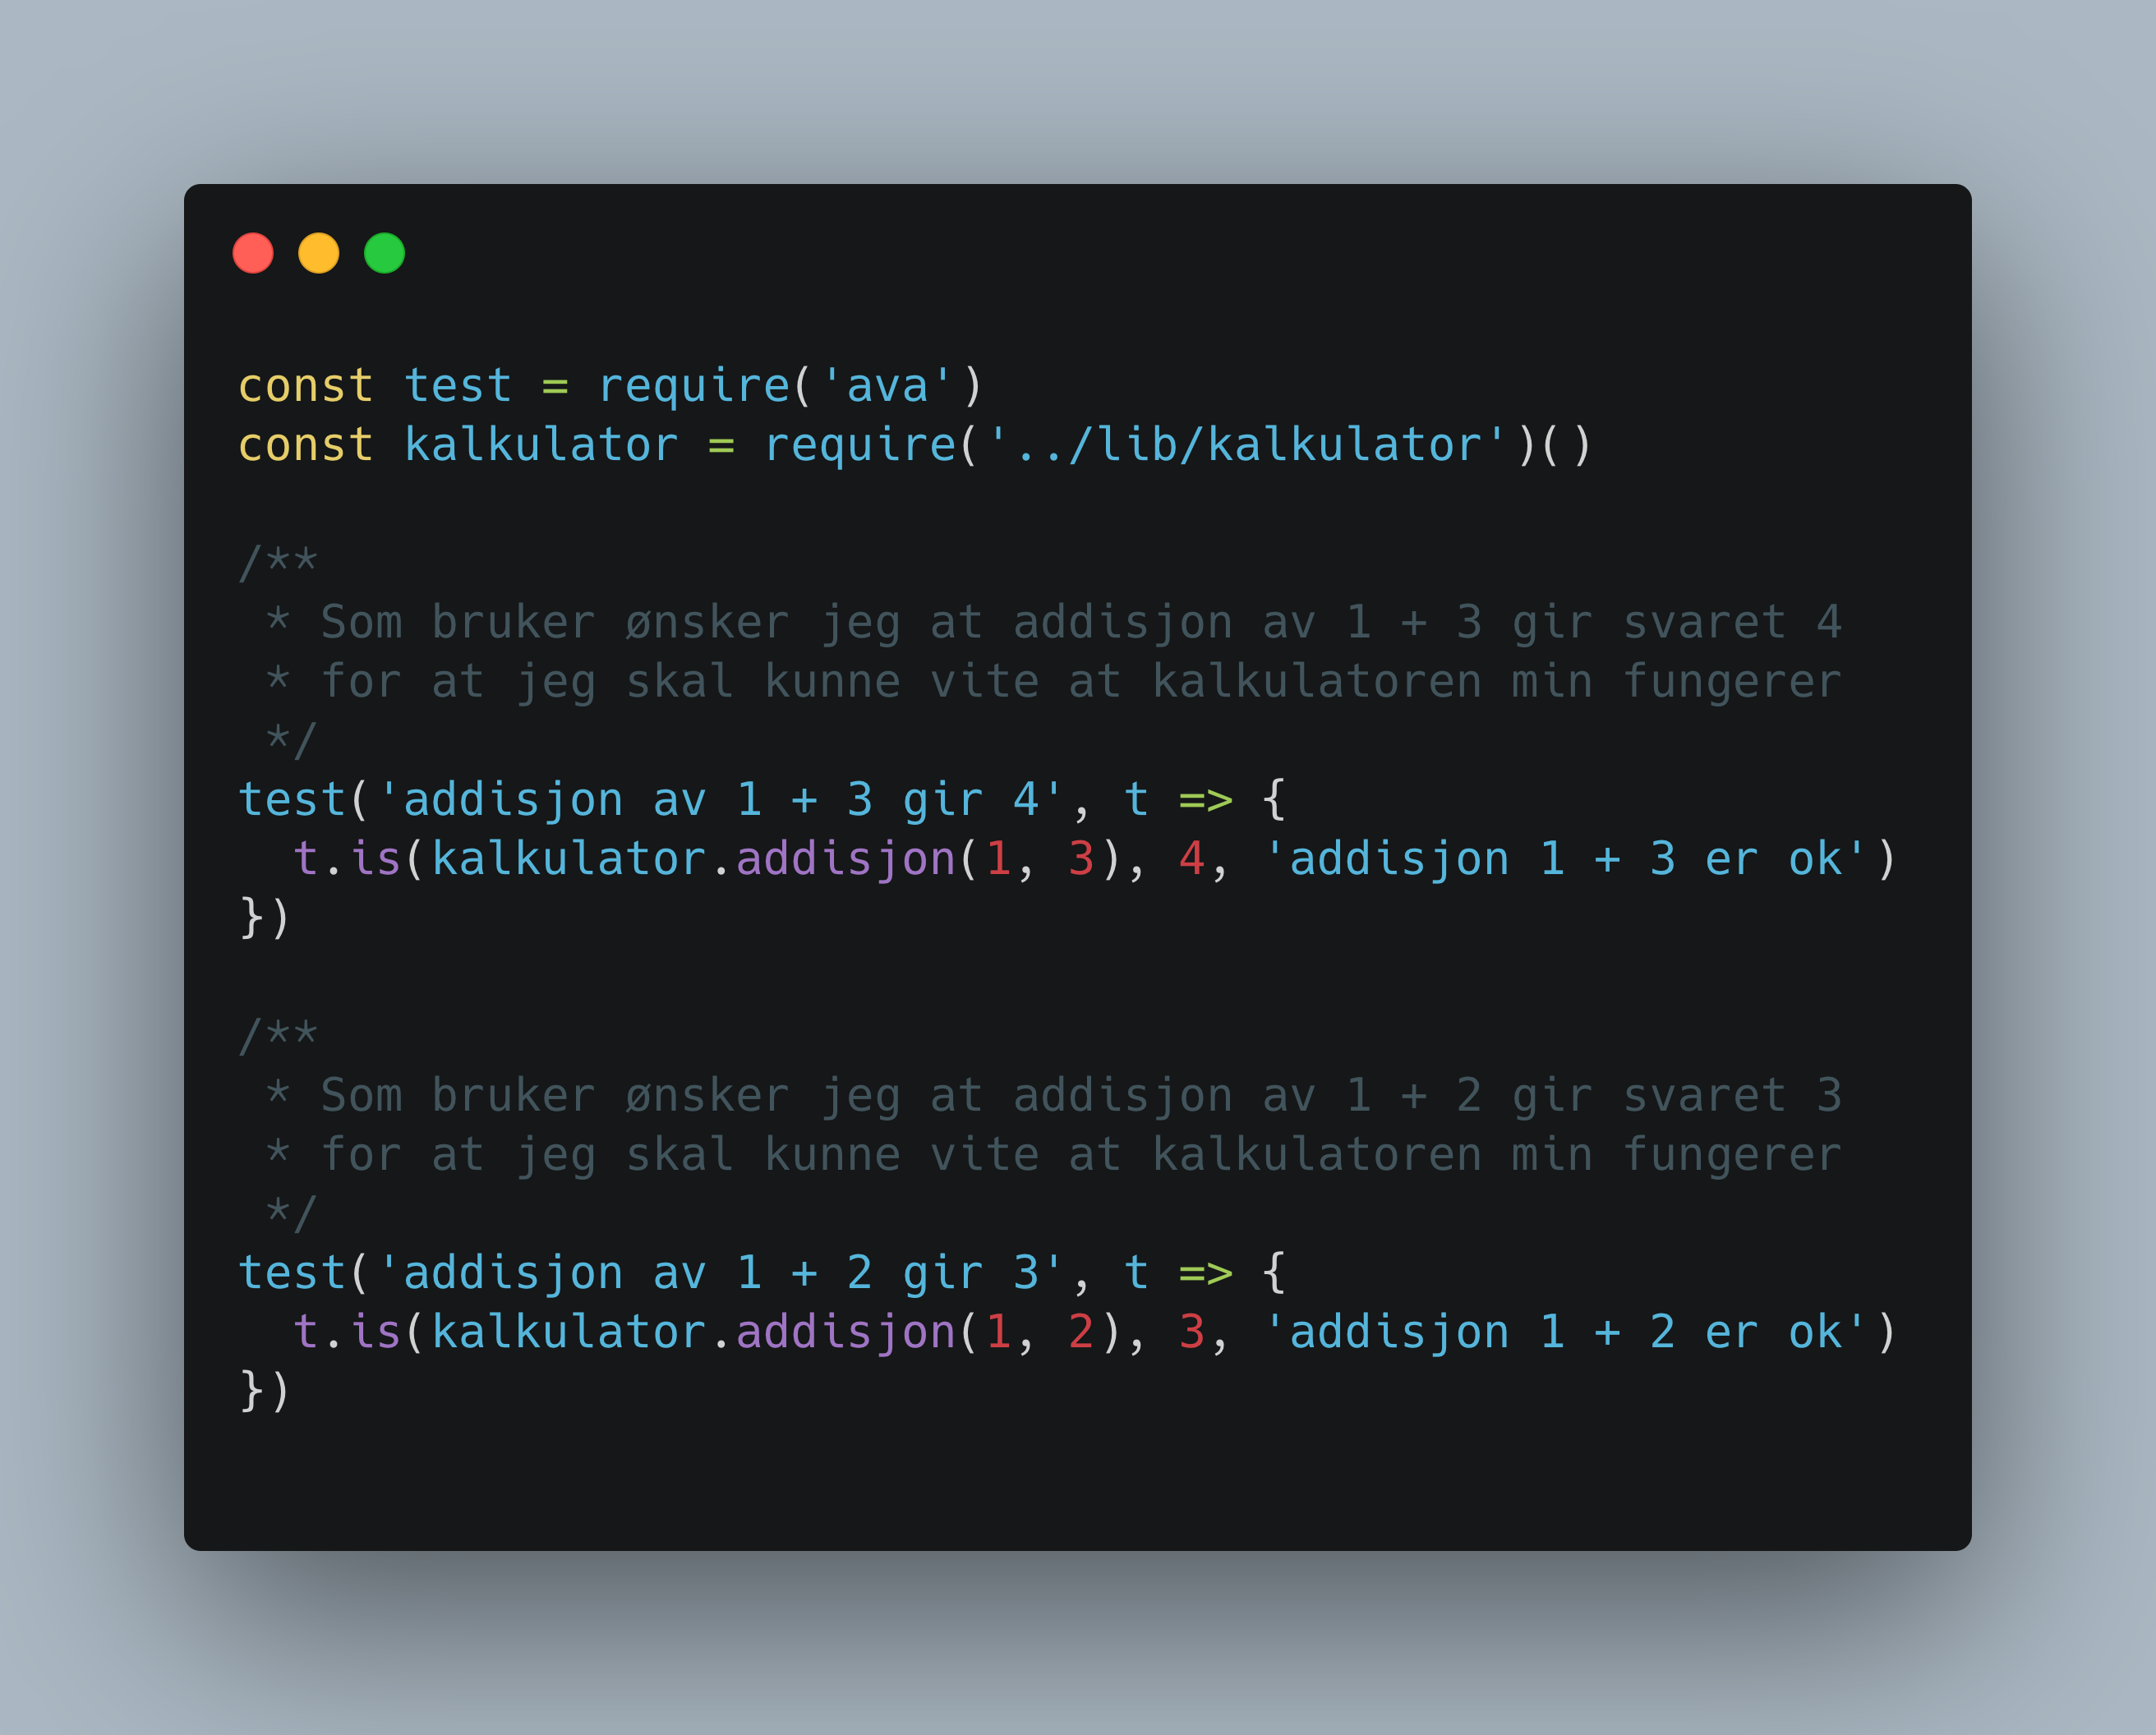 const test = require('ava')
const kalkulator = require('../lib/kalkulator')()

/**
 * Som bruker ønsker jeg at addisjon av 1 + 3 gir svaret 4
 * for at jeg skal kunne vite at kalkulatoren min fungerer
 */
test('addisjon av 1 + 3 gir 4', t => {
  t.is(kalkulator.addisjon(1, 3), 4, 'addisjon 1 + 3 er ok')
})

/**
 * Som bruker ønsker jeg at addisjon av 1 + 2 gir svaret 3
 * for at jeg skal kunne vite at kalkulatoren min fungerer
 */
test('addisjon av 1 + 2 gir 3', t => {
  t.is(kalkulator.addisjon(1, 2), 3, 'addisjon 1 + 2 er ok')
})